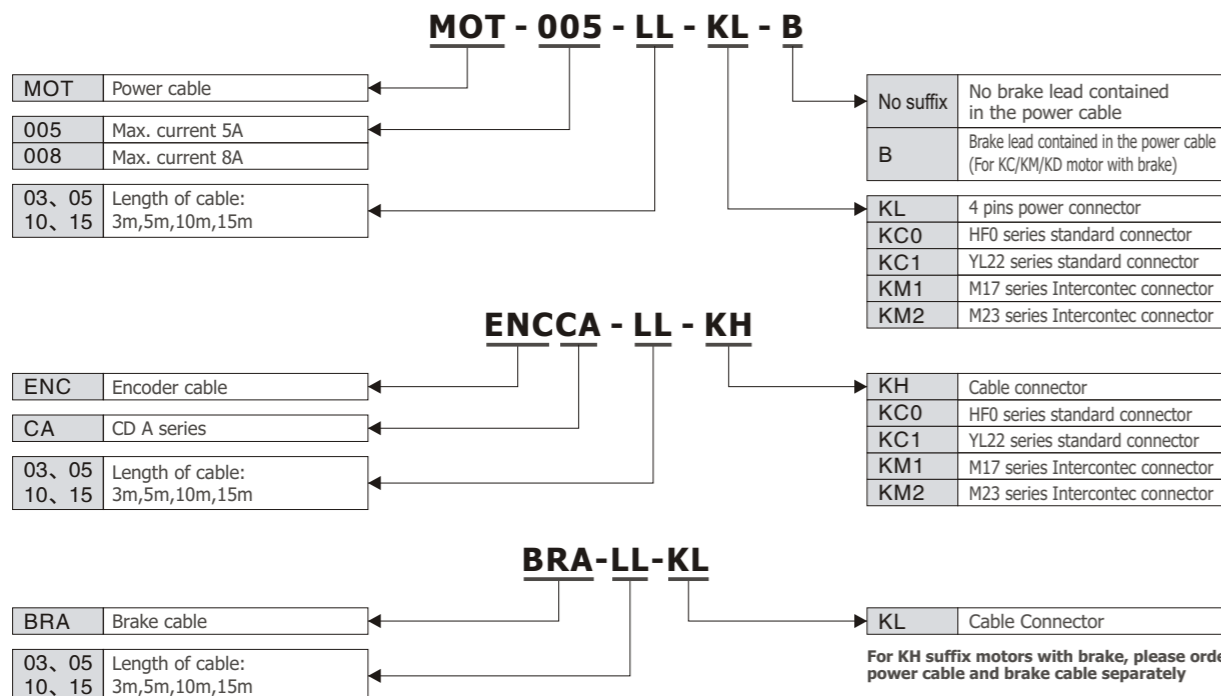 MOT - 005 - LL - KL - B
MOT Power cable
005 Max. current 5A
008 Max. current 8A
03、05 Length of cable:
10、15 3m,5m,10m,15m
No suffix No brake lead contained
in the power cable
B Brake lead contained in the power cable
(For KC/KM/KD motor with brake)
KL 4 pins power connector
KC0 HF0 series standard connector
KC1 YL22 series standard connector
KM1 M17 series Intercontec connector
KM2 M23 series Intercontec connector
ENCCA - LL - KH
ENC Encoder cable
CA CD A series
03、05 Length of cable:
10、15 3m,5m,10m,15m
KH Cable connector
KC0 HF0 series standard connector
KC1 YL22 series standard connector
KM1 M17 series Intercontec connector
KM2 M23 series Intercontec connector
BRA-LL-KL
BRA Brake cable
03、05 Length of cable:
10、15 3m,5m,10m,15m
KL Cable Connector
For KH suffix motors with brake, please
power cable and brake cable separately